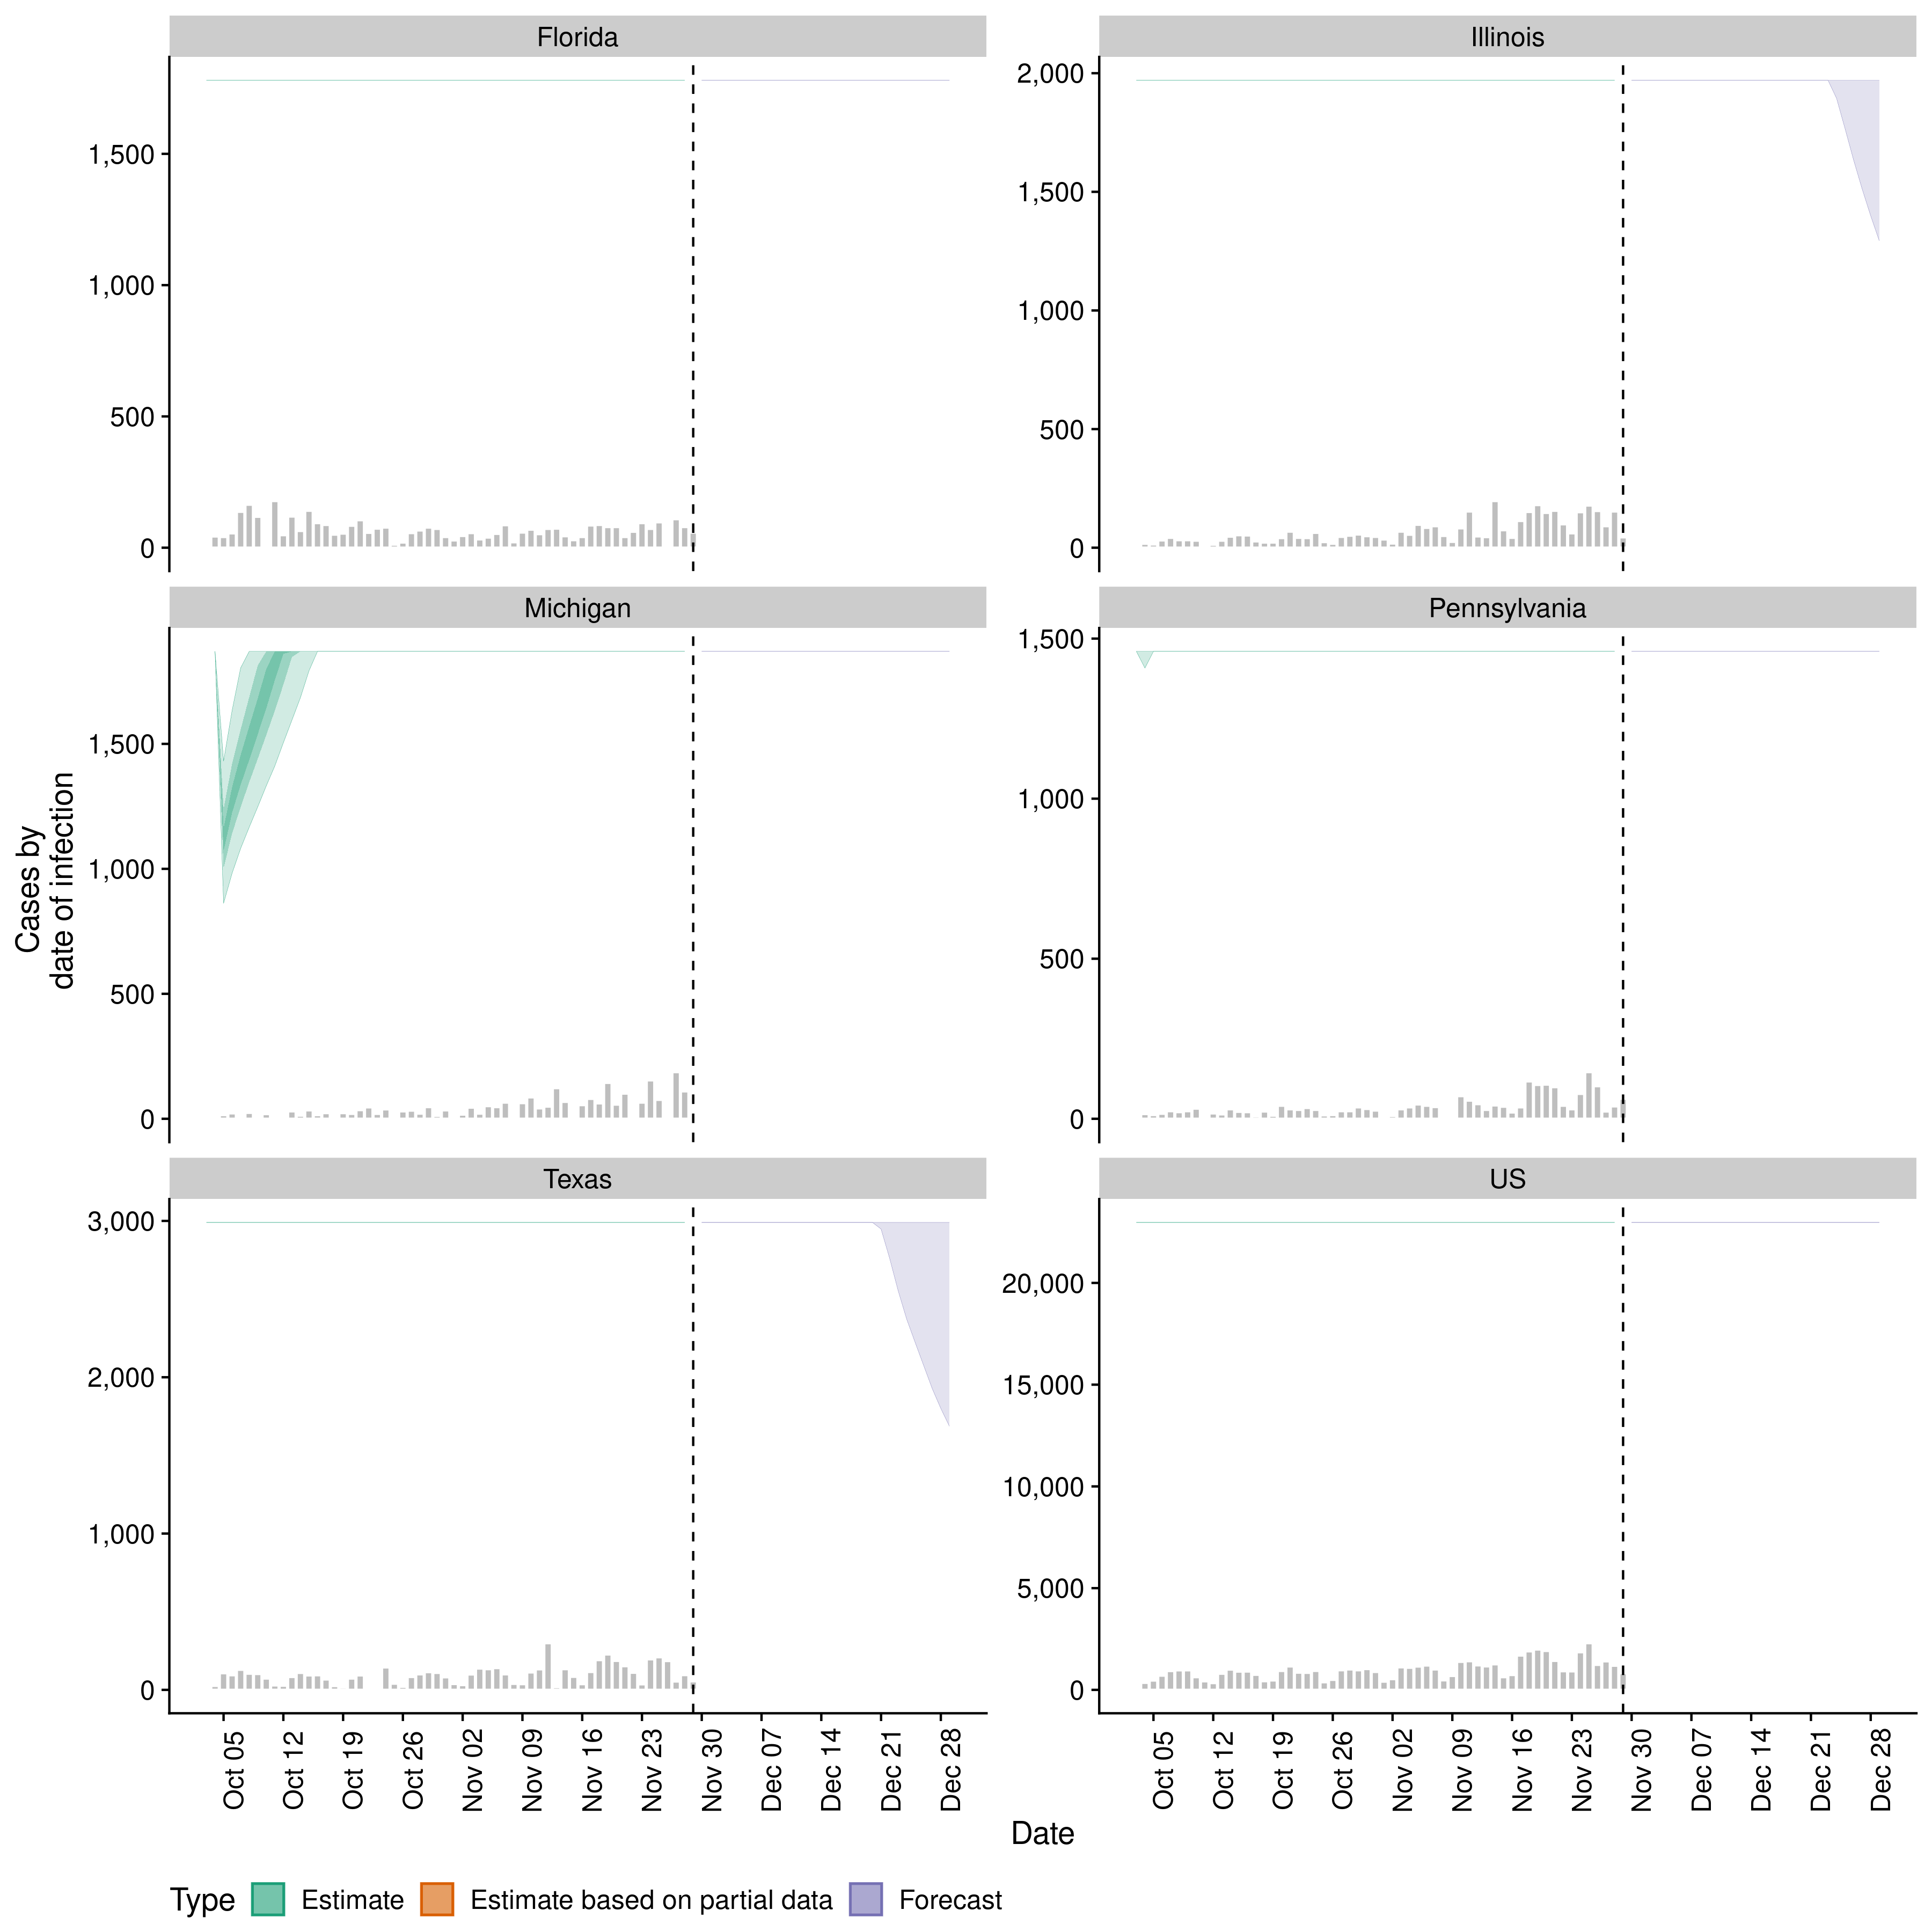 Florida
Illinois
1,500
1,000
500
0
2,000
1,500
1,000
500
0
Michigan
Pennsylvania
1,500
1,000
500
0
1,500
1,000
500
0
Texas
US
3,000
2,000
1,000
0
20,000
15,000
10,000
5,000
0
Cases by
date of infection
Oct 05
Oct 12
Oct 19
Oct 26
Nov 02
Nov 09
Nov 16
Nov 23
Nov 30
Dec 07
Dec 14
Dec 21
Dec 28
Oct 05
Oct 12
Oct 19
Oct 26
Nov 02
Nov 09
Nov 16
Nov 23
Nov 30
Dec 07
Dec 14
Dec 21
Dec 28
Date
Type Estimate Estimate based on partial data Forecast